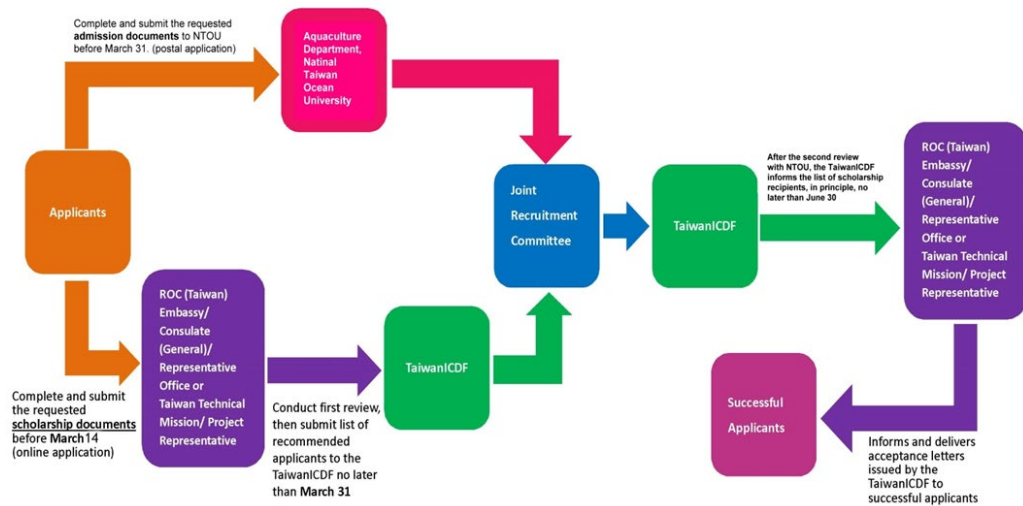 Complete and submit the requested
admission documents to NTOU
before March 31. (postal application)
Aquaculture
Department,
Natinal
Taiwan
Ocean
University
Applicants
ROC (Taiwan)
Embassy/
Consulate
(General)/
Representative
Office or
Taiwan Technical
Mission/ Project
Representative
Complete and submit
the requested
scholarship documents
before March14
(online application)
Conduct first review,
then submit list of
recommended
applicants to the
TaiwanICDF no later
than March 31
TaiwanICDF
Joint
Recruitment
Committee
TaiwanICDF
After the second review
with NTOU, the TaiwanICDF
informs the list of scholarship
recipients, in principle, no
later than June 30
ROC (Taiwan)
Embassy/
Consulate
(General)/
Representative
Office or
Taiwan Technical
Mission/ Project
Representative
Informs and delivers
acceptance letters
issued by the
TaiwanICDF to
successful applicants
Successful
Applicants